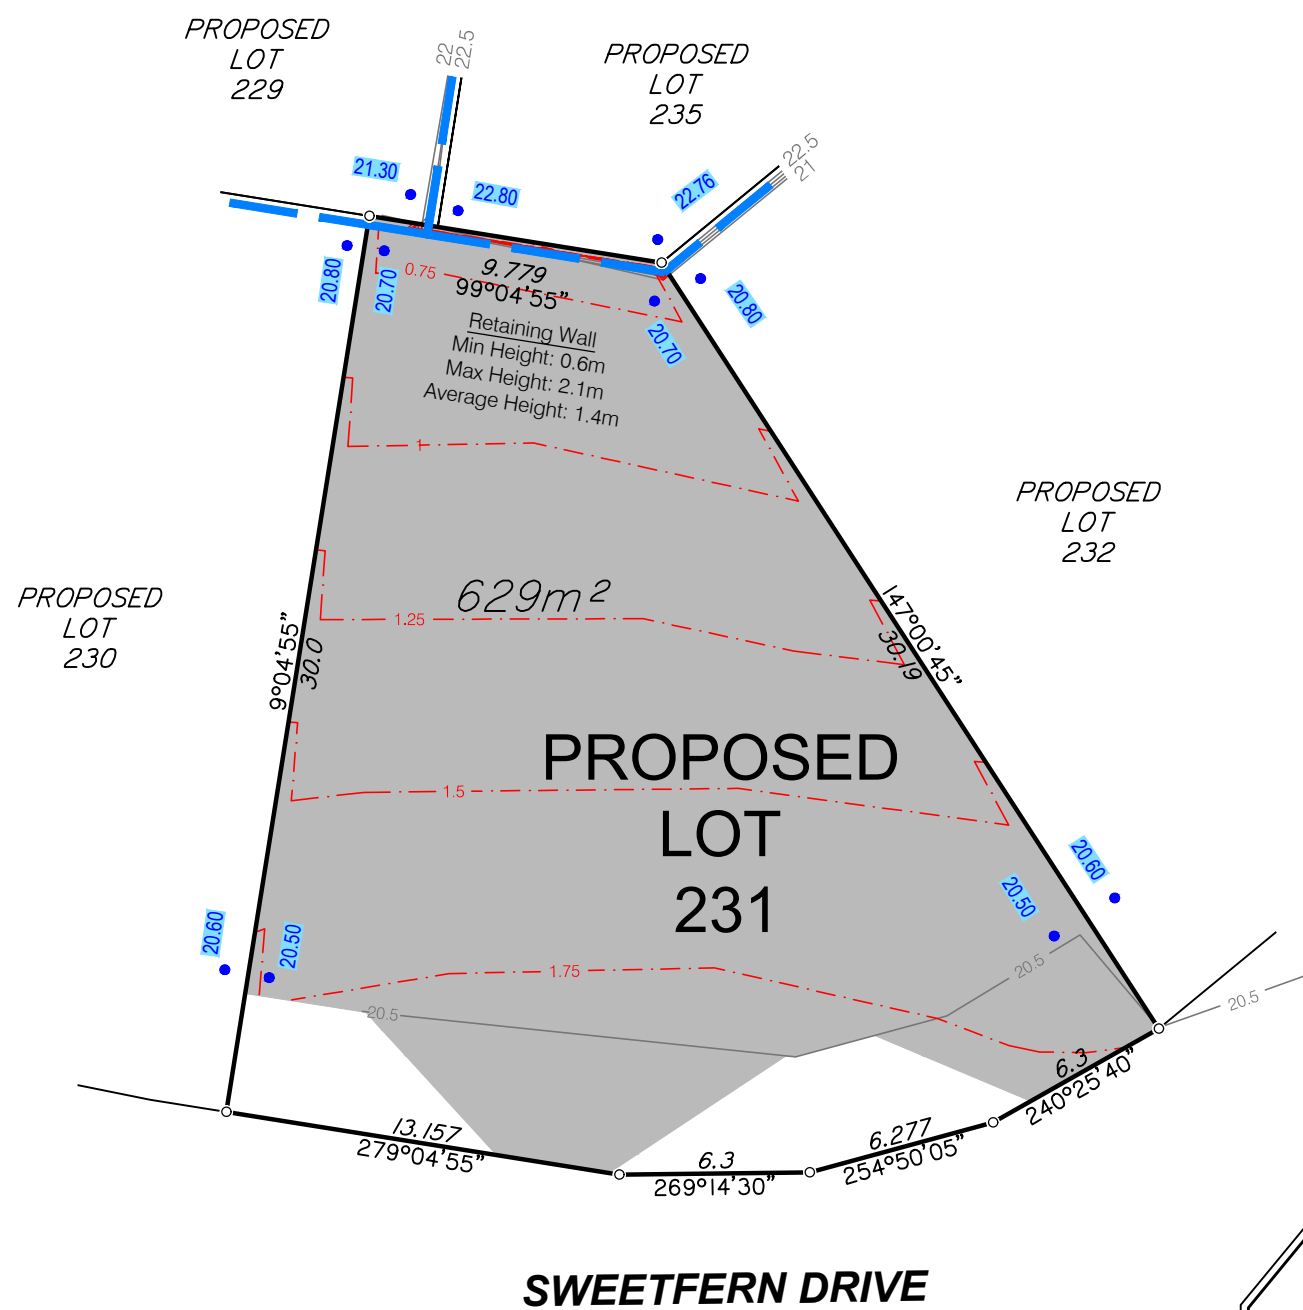 PROPOSED
LOT
229
22
22.5
PROPOSED
LOT
235
22.5
21
21.30
22.80
22.76
20.80
20.70
0.75
9.779
99°04'55"
20.70
20.80
Retaining Wall
Min Height: 0.6m
Max Height: 2.1m
Average Height: 1.4m
1
PROPOSED
LOT
232
PROPOSED
LOT
230
629m²
1.25
9°04'55"
30.0
147°00'45"
30.19
PROPOSED
LOT
231
1.5
20.60
20.50
20.50
20.60
1.75
20.5
20.5
20.5
13.157
279°04'55"
6.3
269°14'30"
6.277
254°50'05"
6.3
240°25'40"
SWEETFERN DRIVE